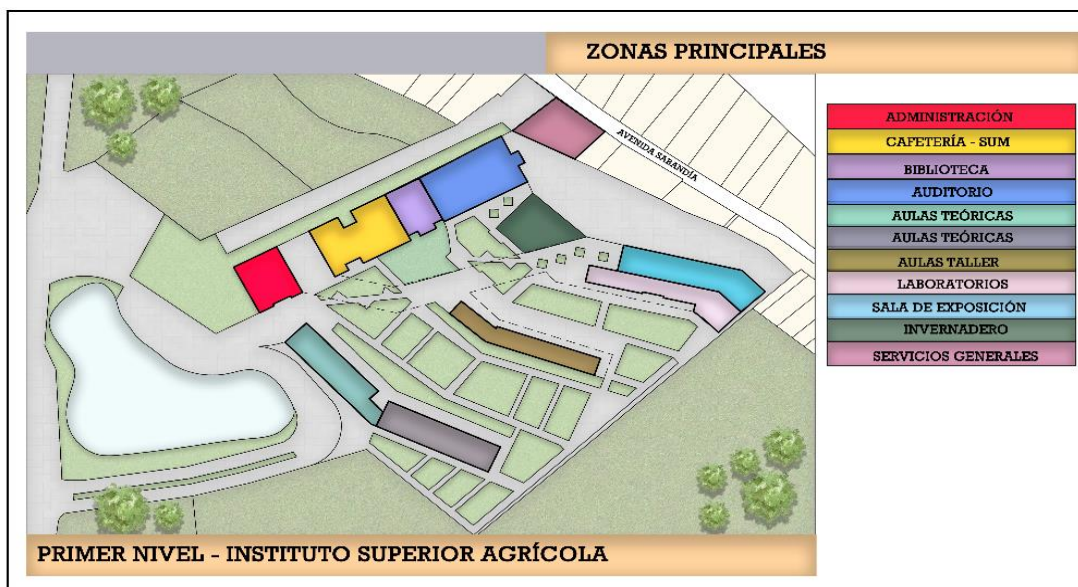 ZONAS PRINCIPALES
AVENIDA SABANDÍA
ADMINISTRACIÓN
CAFETERÍA - SUM
BIBLIOTECA
AUDITORIO
AULAS TEÓRICAS
AULAS TEÓRICAS
AULAS TALLER
LABORATORIOS
SALA DE EXPOSICIÓN
INVERNADERO
SERVICIOS GENERALES
PRIMER NIVEL - INSTITUTO SUPERIOR AGRÍCOLA